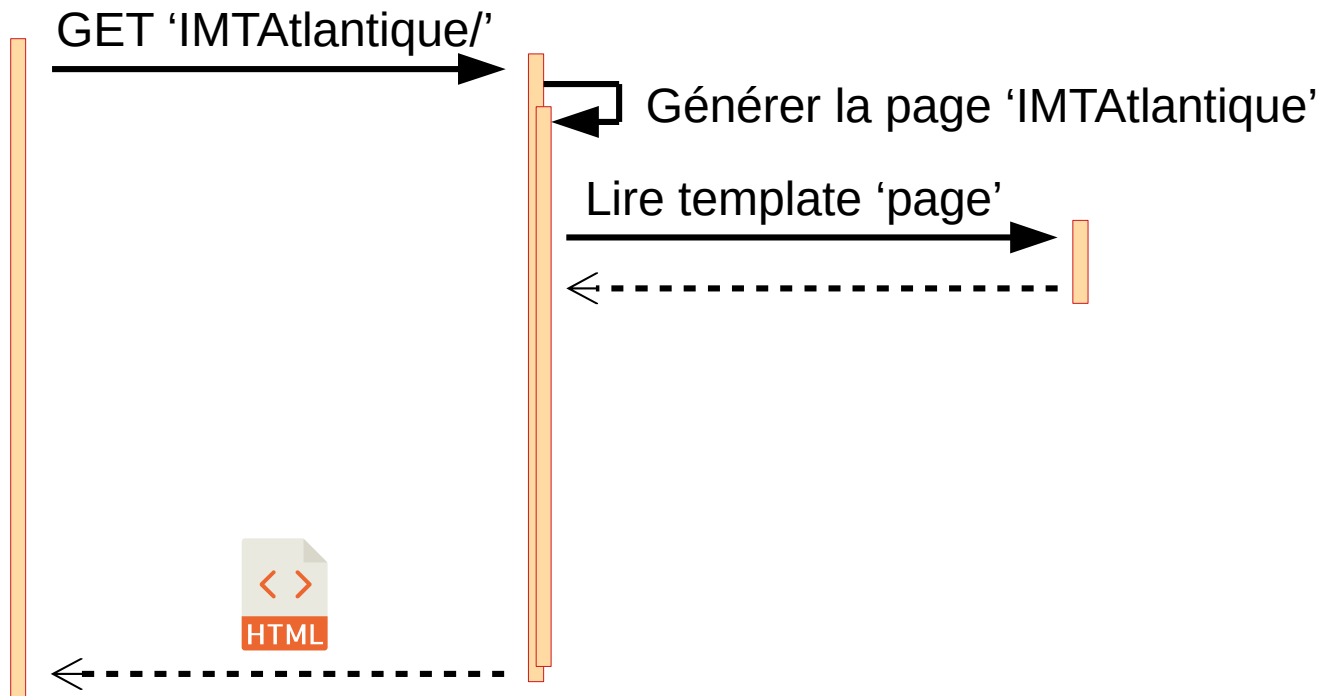 GET ‘IMTAtlantique/’
Générer la page ‘IMTAtlantique’
Lire template ‘page’
< >
HTML